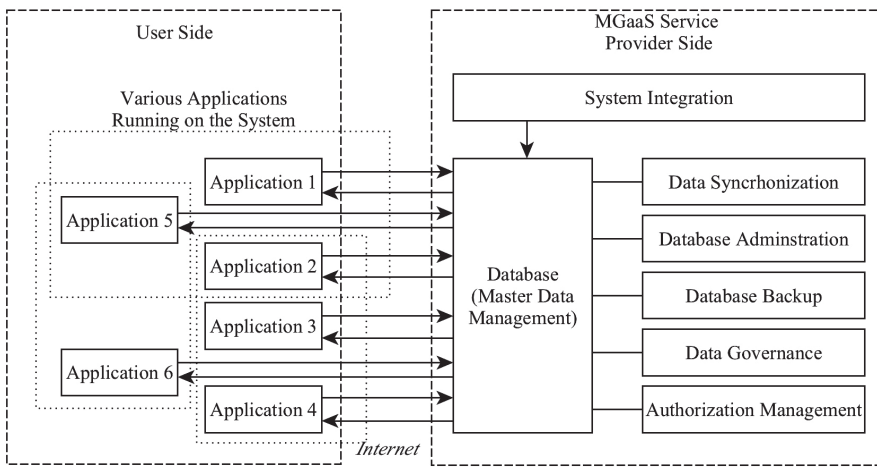 User Side
MGaaS Service
Provider Side
Various Applications
Running on the System
System Integration
Application 1
Application 5
Application 2
Application 3
Application 6
Application 4
Database
(Master Data
Management)
Data Syncrhonization
Database Adminstration
Database Backup
Data Governance
Authorization Management
Internet